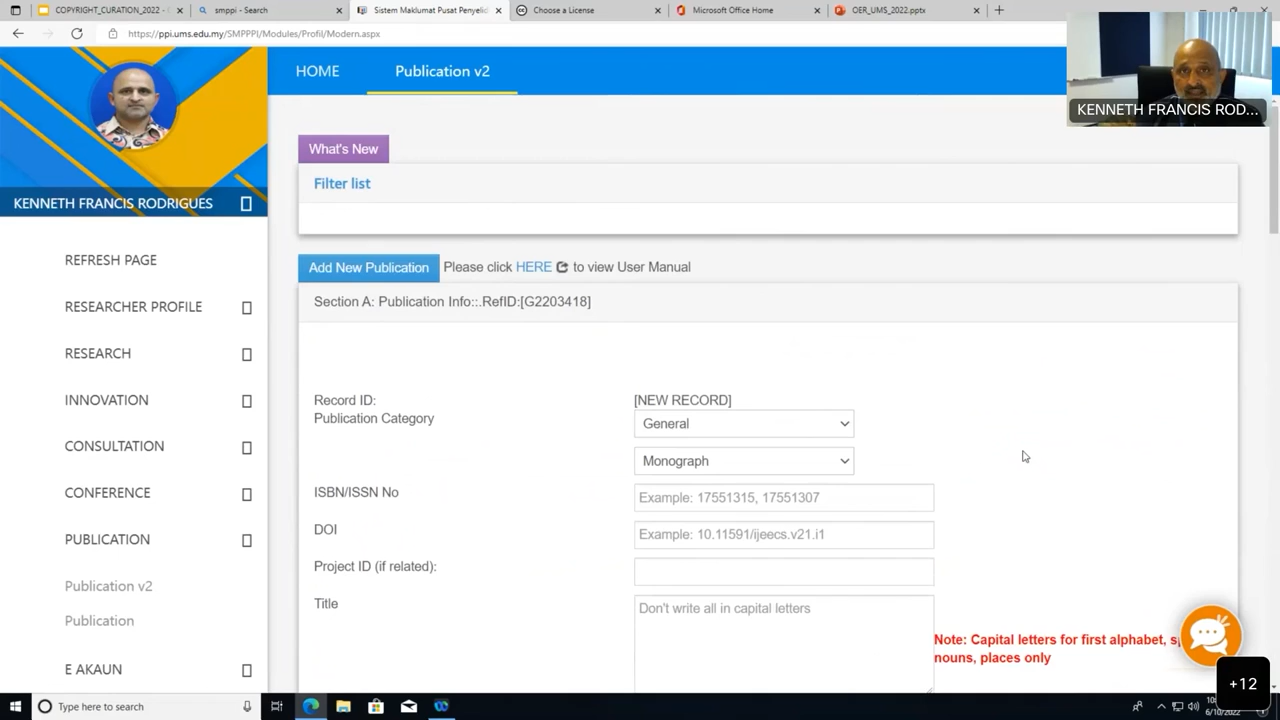 COPYRIGHT_CURATION_2022
smppi - Search
Sistem Maklumat Pusat Penyelid
Choose a License
Microsoft Office Home
OER_UMS_2022.pptx
https://ppi.ums.edu.my/SMPPPI/Modules/Profil/Modern.aspx
HOME
Publication v2
KENNETH FRANCIS ROD...
What's New
Filter list
KENNETH FRANCIS RODRIGUES
REFRESH PAGE
RESEARCHER PROFILE
RESEARCH
INNOVATION
CONSULTATION
CONFERENCE
PUBLICATION
Publication v2
Publication
E AKAUN
Add New Publication
Please click HERE to view User Manual
Section A: Publication Info::.RefID:[G2203418]
Record ID:
[NEW RECORD]
Publication Category
General
Monograph
ISBN/ISSN No
Example: 17551315, 17551307
DOI
Example: 10.11591/ijeecs.v21.i1
Project ID (if related):
Title
Don't write all in capital letters
Note: Capital letters for first alphabet,
nouns, places only
+12
Type here to search
6/10/2022